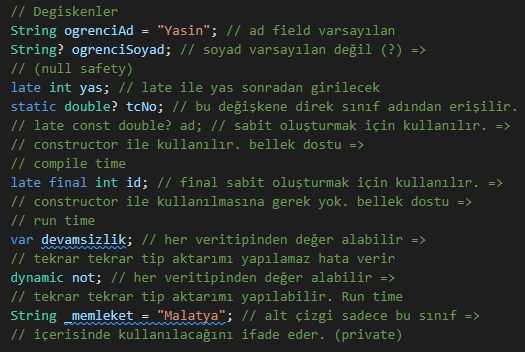 // Degiskenler
String ogrenciAd = "Yasin"; // ad field varsayılan
String? ogrenciSoyad; // soyad varsayılan değil (?) =>
// (null safety)
late int yas; // late ile yas sonradan girilecek
static double? tcNo; // bu değişkene direk sınıf adından erişilir.
// late const double? ad; // sabit oluşturmak için kullanılır. =>
// constructor ile kullanılır. bellek dostu =>
// compile time
late final int id; // final sabit oluşturmak için kullanılır. =>
// constructor ile kullanılmasına gerek yok. bellek dostu =>
// run time
var devamsizlik; // her veritipinden değer alabilir =>
// tekrar tekrar tip aktarımı yapılamaz hata verir
dynamic not; // her veritipinden değer alabilir =>
// tekrar tekrar tip aktarımı yapılabilir. Run time
String _memleket = "Malatya"; // alt çizgi sadece bu sınıf =>
// içerisinde kullanılacağını ifade eder. (private)